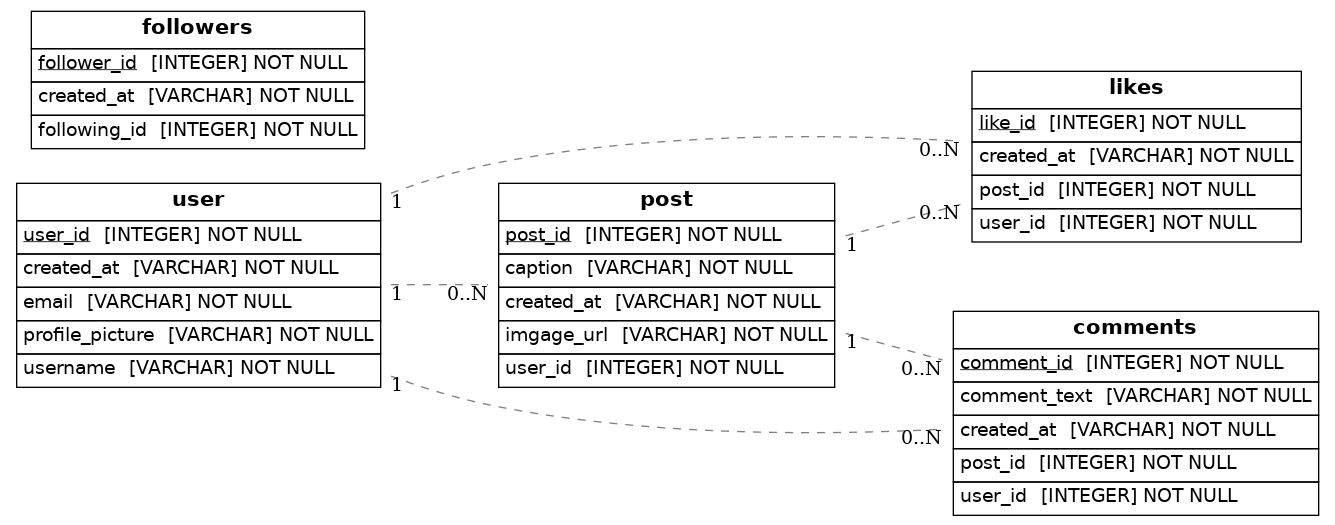 followers
follower_id [INTEGER] NOT NULL
created_at [VARCHAR] NOT NULL
following_id [INTEGER] NOT NULL
user
user_id [INTEGER] NOT NULL
created_at [VARCHAR] NOT NULL
email [VARCHAR] NOT NULL
profile_picture [VARCHAR] NOT NULL
username [VARCHAR] NOT NULL
1
1
1
0..N
post
post_id [INTEGER] NOT NULL
caption [VARCHAR] NOT NULL
created_at [VARCHAR] NOT NULL
imgage_url [VARCHAR] NOT NULL
user_id [INTEGER] NOT NULL
1
1
0..N
0..N
likes
like_id [INTEGER] NOT NULL
created_at [VARCHAR] NOT NULL
post_id [INTEGER] NOT NULL
user_id [INTEGER] NOT NULL
0..N
0..N
comments
comment_id [INTEGER] NOT NULL
comment_text [VARCHAR] NOT NULL
created_at [VARCHAR] NOT NULL
post_id [INTEGER] NOT NULL
user_id [INTEGER] NOT NULL